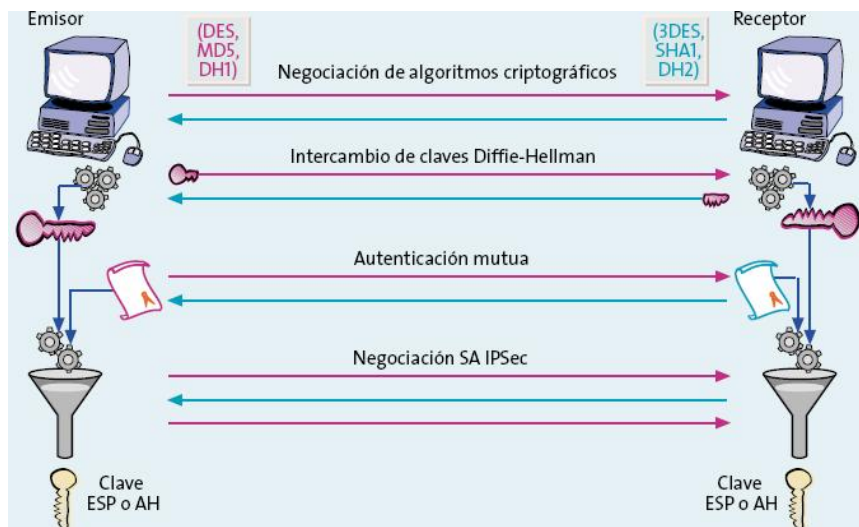 Emisor
Receptor
(DES,
MD5,
DH1)
(3DES,
SHA1,
DH2)
Negociación de algoritmos criptográficos
Intercambio de claves Diffie-Hellman
Autenticación mutua
Negociación SA IPSec
Clave
ESP o AH
Clave
ESP o AH